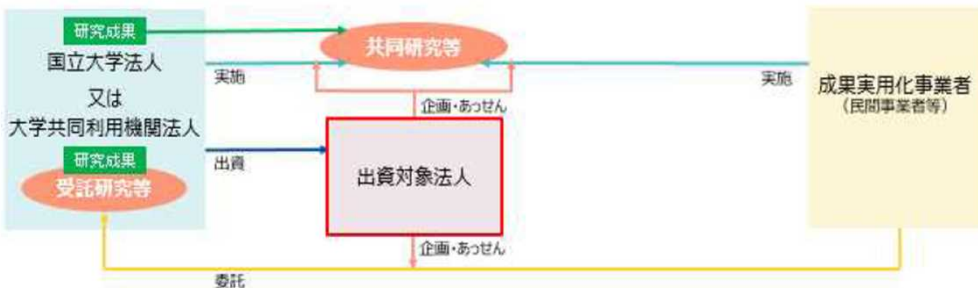 研究成果
国立大学法人
又は
大学共同利用機関法人
研究成果
受託研究等
共同研究等
実施
実施
企画・あっせん
出資
出資対象法人
企画・あっせん
委託
成果実用化事業者
（民間事業者等）